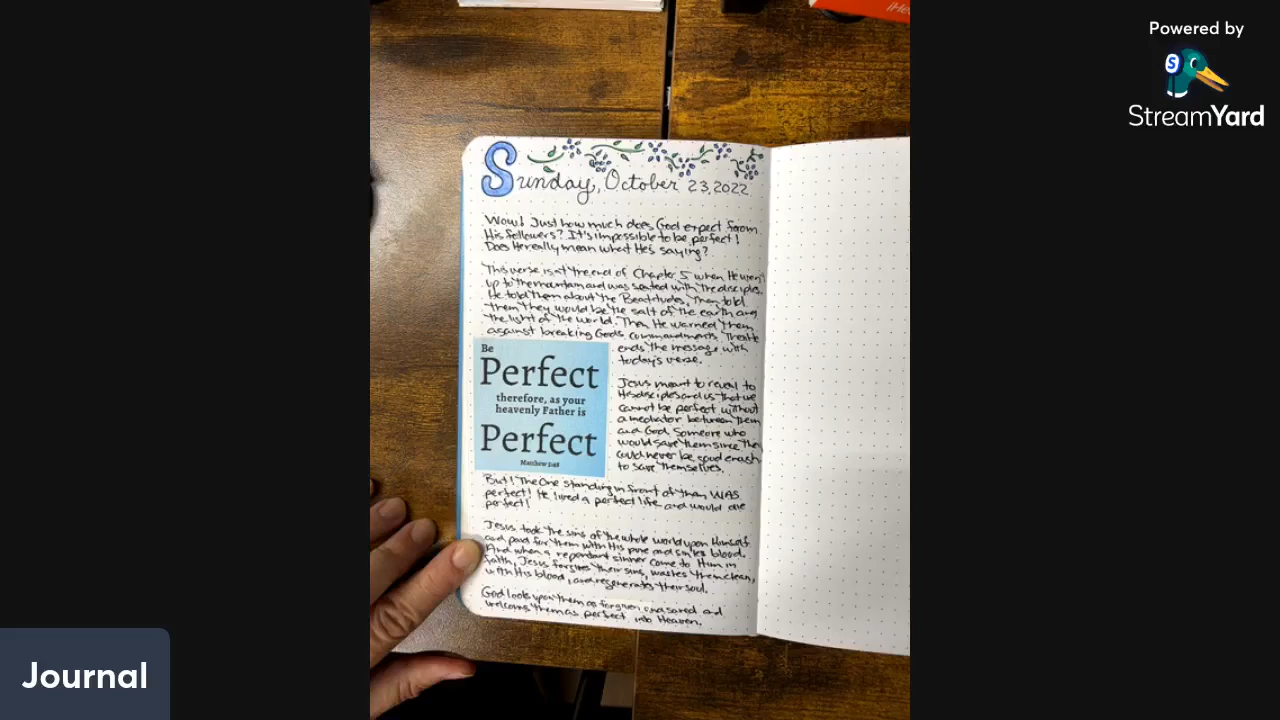 Powered by
StreamYard
Sunday, October 23, 2022
Wow! Just how much does God expect from
His followers? It's impossible to be perfect!
Does He really mean what He's saying?
This verse is at the end of Chapter 5 when He went
up to the mountain and was seated with the disciples.
He told them about the Beatitudes, then told
them they would be the salt of the earth and
the light of the world. Then He warned them
against breaking God's commandments. Then He
ends the message with
today's verse.
Be
Perfect
therefore, as your
heavenly Father is
Perfect
Matthew 5:48
Jesus meant to reveal to
His disciples and us that we
cannot be perfect without
a mediator between them
and God. Someone who
would save them since they
could never be good enough
to save themselves.
But! The One standing in front of them WAS
perfect! He lived a perfect life and would die
perfect!
Jesus took the sins of the whole world upon Himself
and paid for them with His pure and sinless blood.
And when a repentant sinner come to Him in
faith, Jesus forgives their sins, washes them clean,
with His blood, and regenerates their soul.
God looks upon them as forgiven and saved and
welcomes them as perfect into Heaven.
Journal